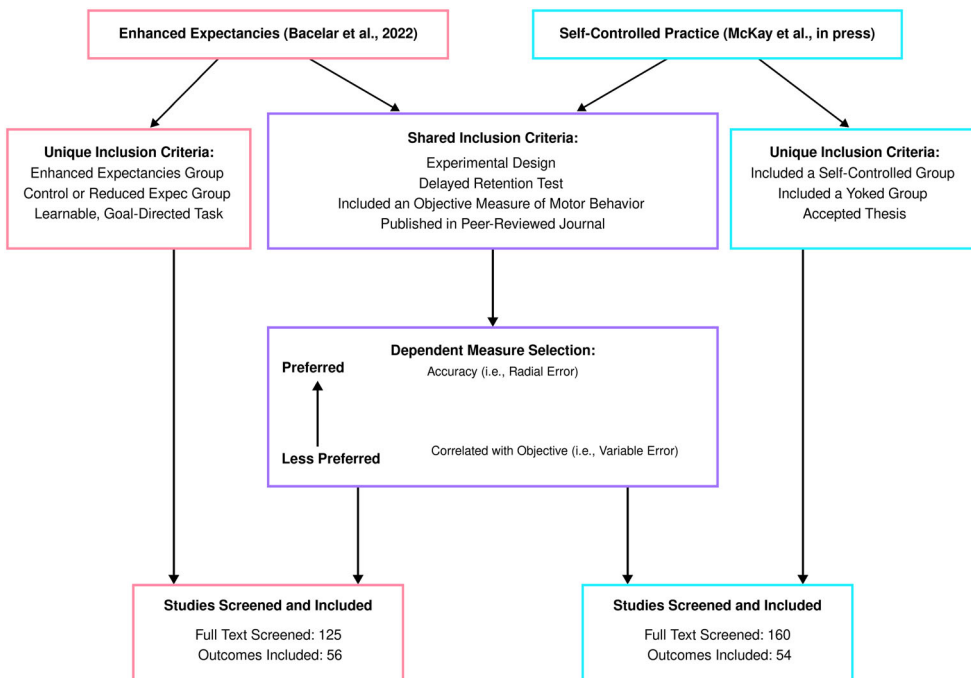 Enhanced Expectancies (Bacelar et al., 2022)
Self-Controlled Practice (McKay et al., in press)
Unique Inclusion Criteria:
Enhanced Expectancies Group
Control or Reduced Expec Group
Learnable, Goal-Directed Task
Shared Inclusion Criteria:
Experimental Design
Delayed Retention Test
Included an Objective Measure of Motor Behavior
Published in Peer-Reviewed Journal
Unique Inclusion Criteria:
Included a Self-Controlled Group
Included a Yoked Group
Accepted Thesis
Dependent Measure Selection:
Preferred
Accuracy (i.e., Radial Error)
Less Preferred
Correlated with Objective (i.e., Variable Error)
Studies Screened and Included
Full Text Screened: 125
Outcomes Included: 56
Studies Screened and Included
Full Text Screened: 160
Outcomes Included: 54